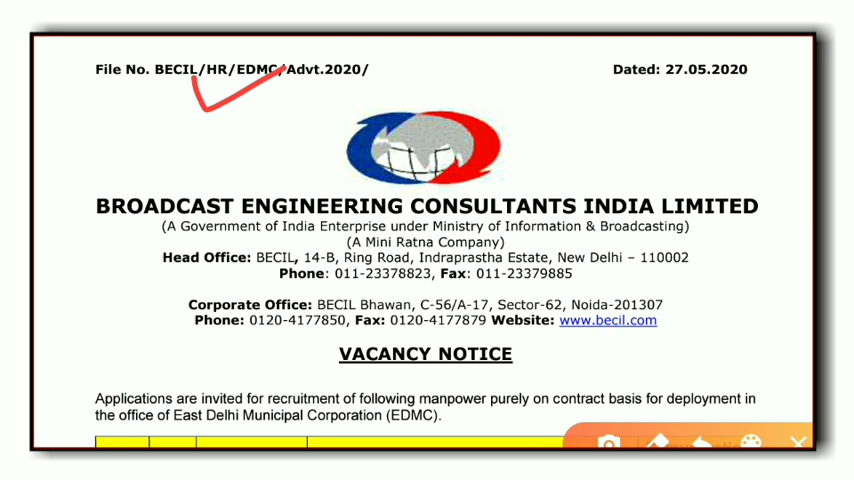 File No. BECIL/HR/EDMC/Advt.2020/ Dated: 27.05.2020
BROADCAST ENGINEERING CONSULTANTS INDIA LIMITED
(A Government of India Enterprise under Ministry of Information & Broadcasting)
(A Mini Ratna Company)
Head Office: BECIL, 14-B, Ring Road, Indraprastha Estate, New Delhi – 110002
Phone: 011-23378823, Fax: 011-23379885
Corporate Office: BECIL Bhawan, C-56/A-17, Sector-62, Noida-201307
Phone: 0120-4177850, Fax: 0120-4177879 Website: www.becil.com
VACANCY NOTICE
Applications are invited for recruitment of following manpower purely on contract basis for deployment in
the office of East Delhi Municipal Corporation (EDMC).